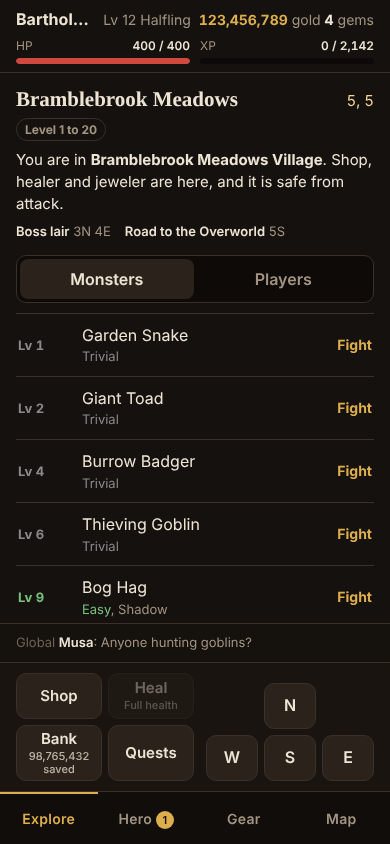 Barthol... Lv 12 Halfling 123,456,789 gold 4 gems
HP 400 / 400 XP 0 / 2,142
Bramblebrook Meadows 5, 5
Level 1 to 20
You are in Bramblebrook Meadows Village. Shop,
healer and jeweler are here, and it is safe from
attack.
Boss lair 3N 4E Road to the Overworld 5S
Monsters Players
Lv 1 Garden Snake Fight
Trivial
Lv 2 Giant Toad Fight
Trivial
Lv 4 Burrow Badger Fight
Trivial
Lv 6 Thieving Goblin Fight
Trivial
Lv 9 Bog Hag Fight
Easy, Shadow
Global Musa: Anyone hunting goblins?
Shop Heal
Full health
N
Bank
98,765,432
saved
Quests W S E
Explore Hero 1 Gear Map